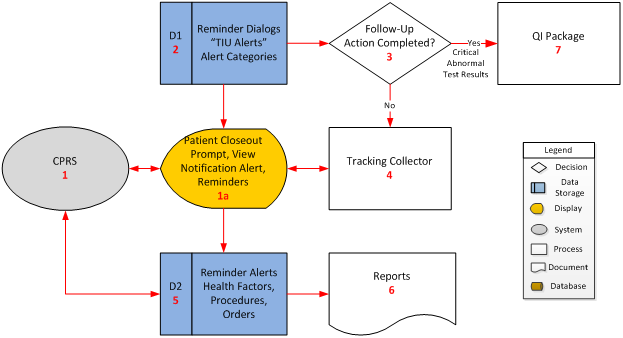 D1
2
Reminder Dialogs
“TIU Alerts”
Alert Categories
Follow-Up
Action Completed?
3
Yes
Critical
Abnormal
Test Results
QI Package
7
No
CPRS
1
Patient Closeout
Prompt, View
Notification Alert,
Reminders
1a
Tracking Collector
4
D2
5
Reminder Alerts
Health Factors,
Procedures,
Orders
Reports
6
Legend
Decision
Data
Storage
Display
System
Process
Document
Database